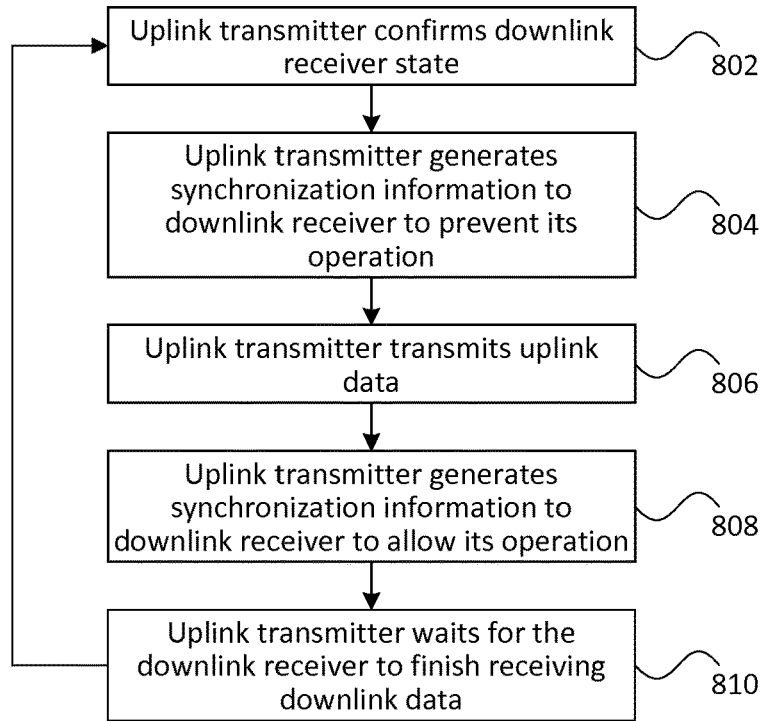 Uplink transmitter confirms downlink
receiver state
802
Uplink transmitter generates
synchronization information to
downlink receiver to prevent its
operation
804
Uplink transmitter transmits uplink
data
806
Uplink transmitter generates
synchronization information to
downlink receiver to allow its operation
808
Uplink transmitter waits for the
downlink receiver to finish receiving
downlink data
810